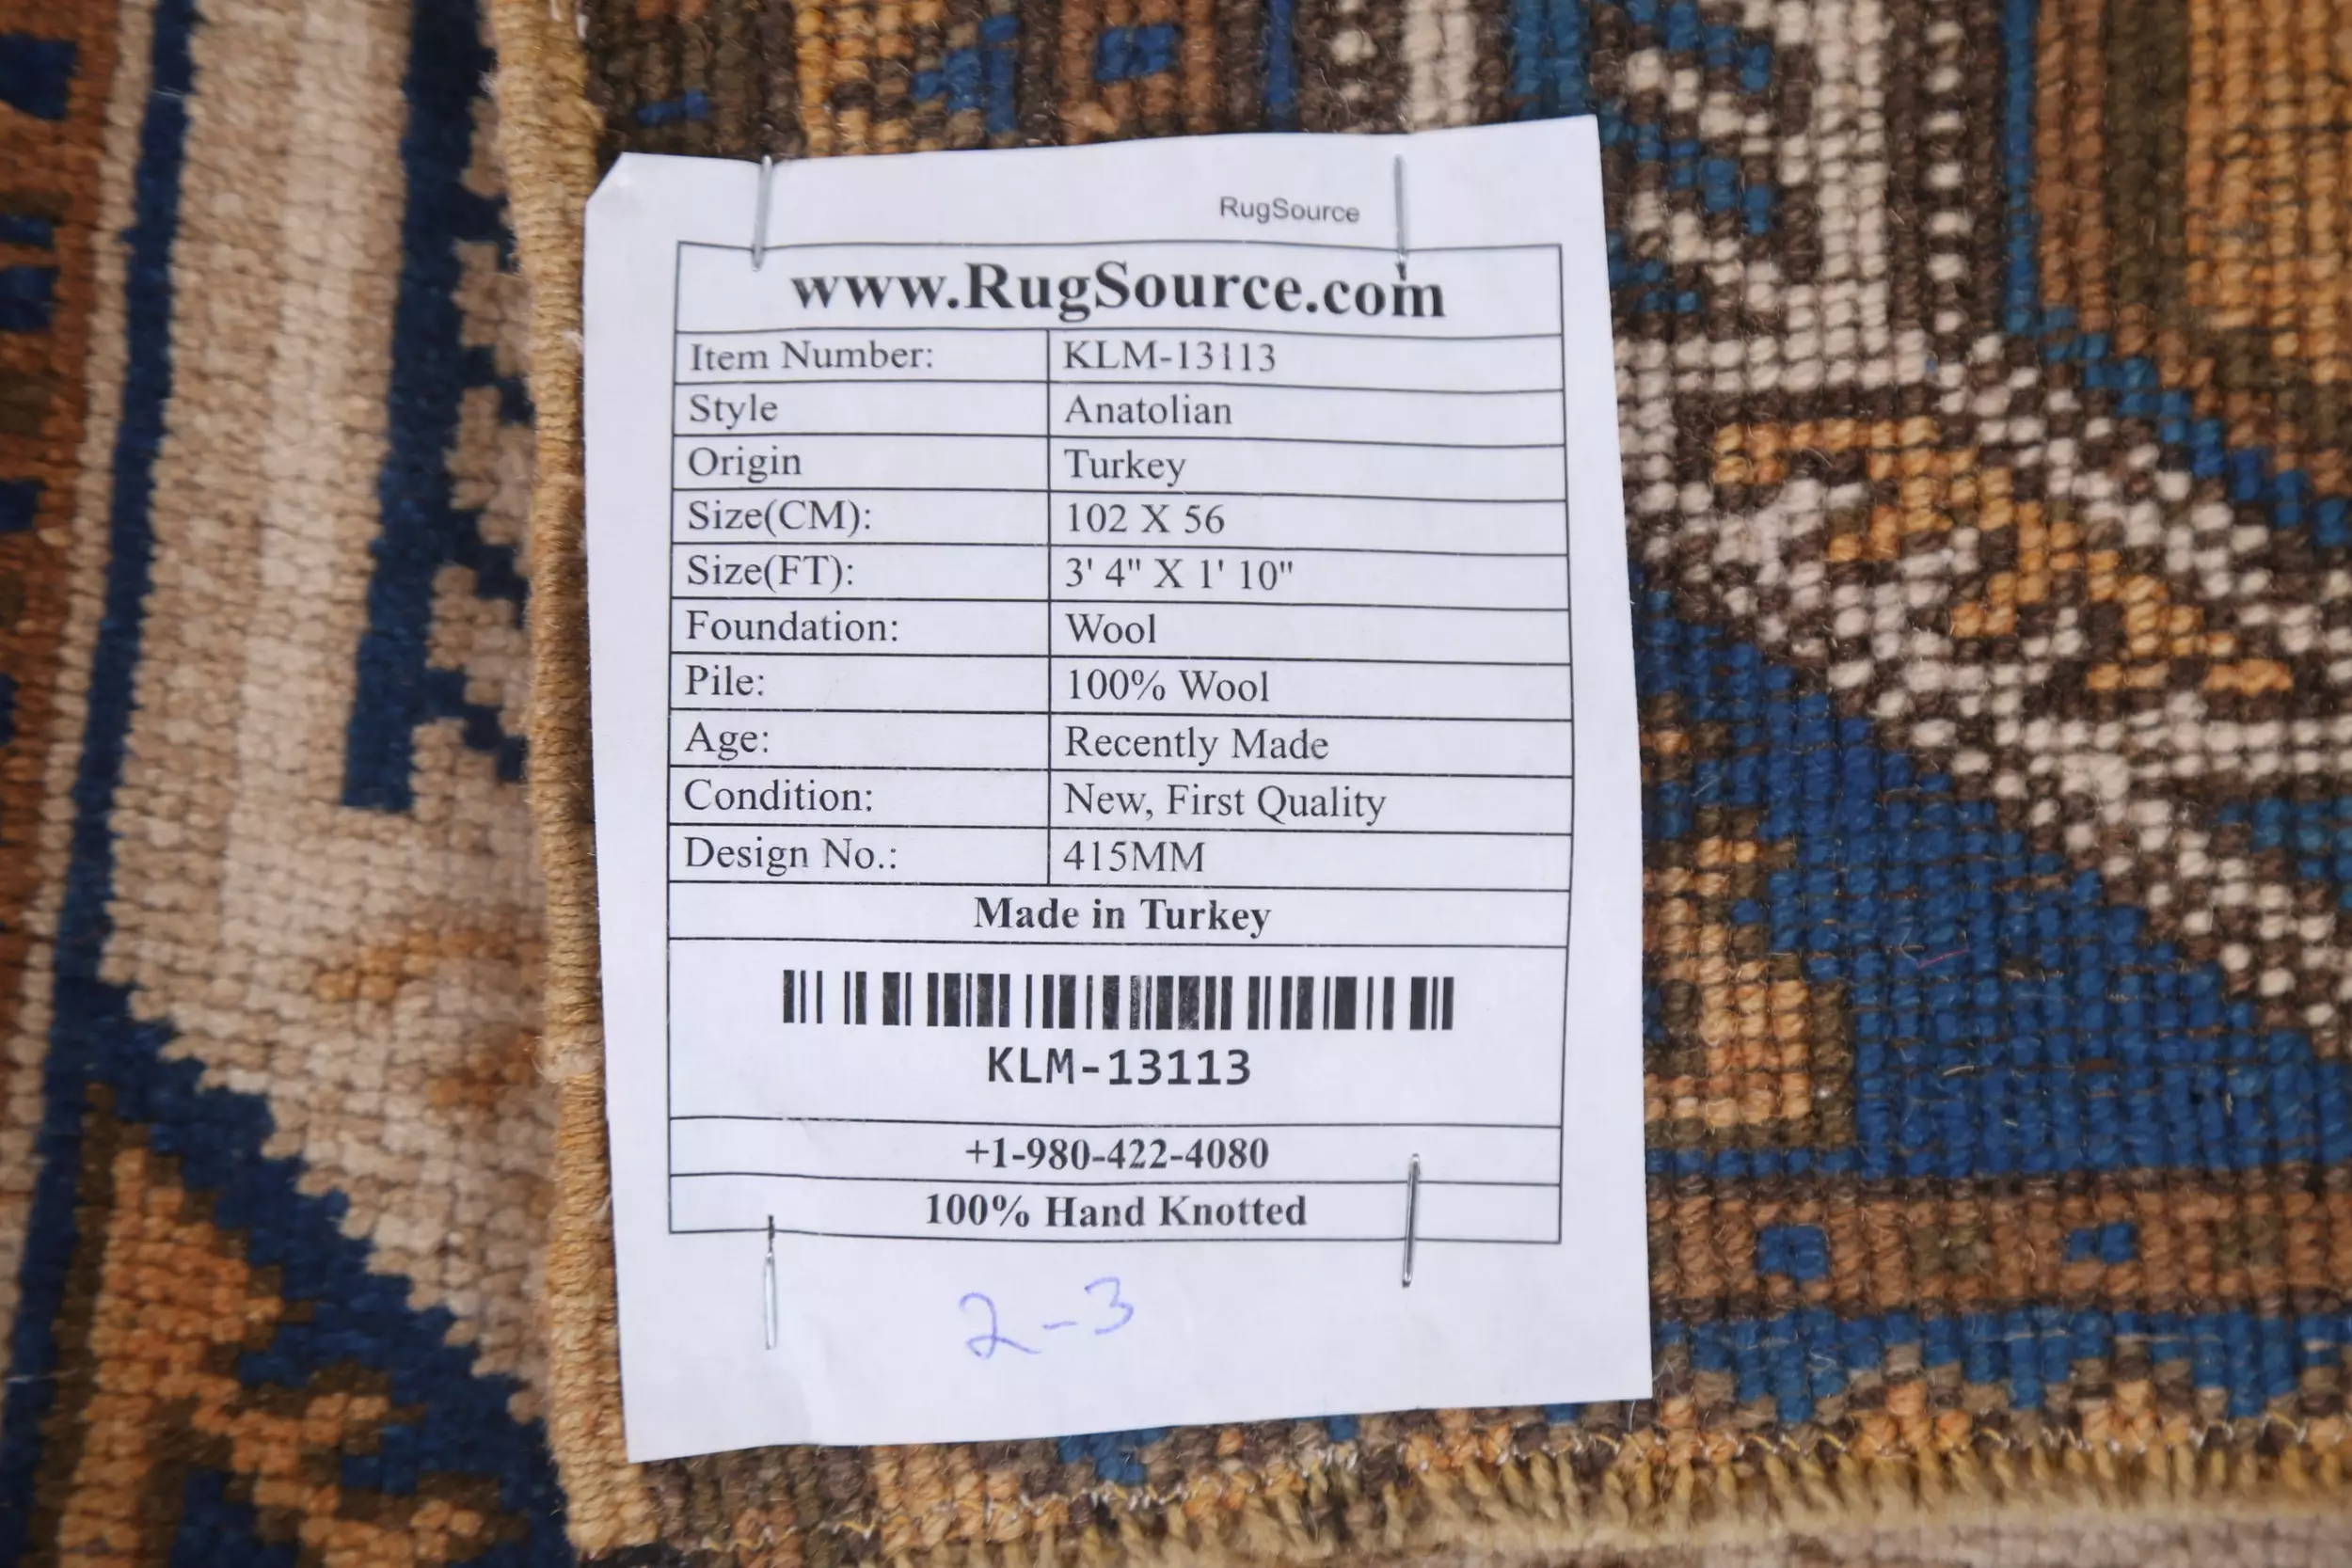 RugSource
www.RugSource.com
Item Number: KLM-13113
Style Anatolian
Origin Turkey
Size(CM): 102 X 56
Size(FT): 3' 4" X 1' 10"
Foundation: Wool
Pile: 100% Wool
Age: Recently Made
Condition: New, First Quality
Design No.: 415MM
Made in Turkey
KLM-13113
+1-980-422-4080
100% Hand Knotted
2-3